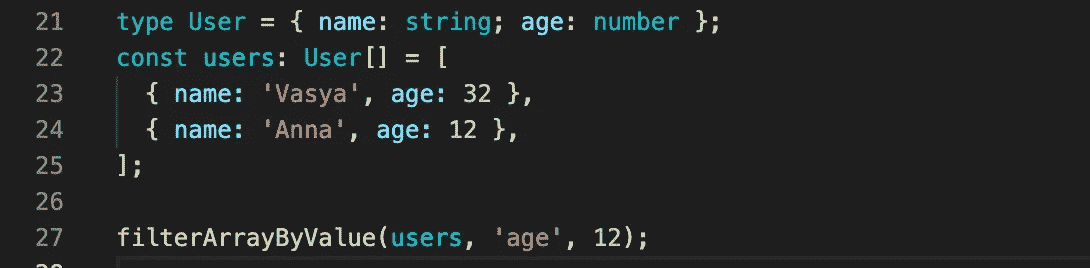 21 type User = { name: string; age: number };
22 const users: User[] = [
23 { name: 'Vasya', age: 32 },
24 { name: 'Anna', age: 12 },
25 ];
26
27 filterArrayByValue(users, 'age', 12);
28